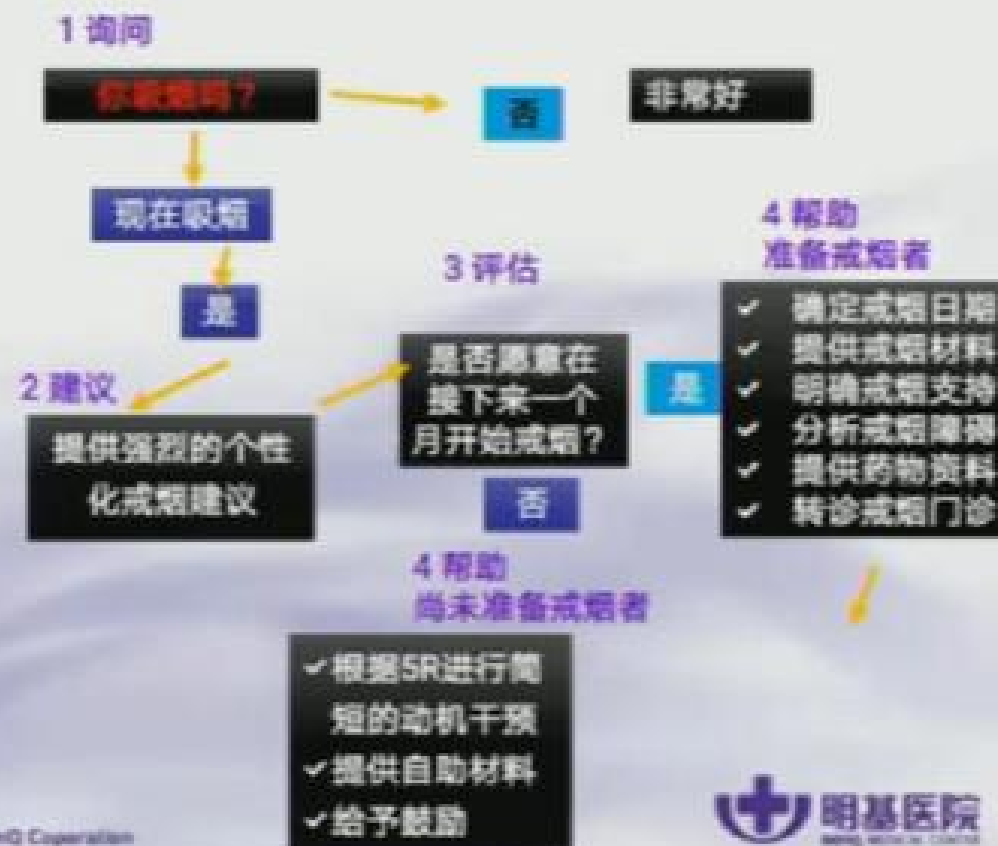 1 询问
你吸烟吗？
否
非常好
现在吸烟
是
2 建议
提供强烈的个性
化戒烟建议
3 评估
是否愿意在
接下来一个
月开始戒烟？
是
否
4 帮助
准备戒烟者
✓ 确定戒烟日期
✓ 提供戒烟材料
✓ 明确戒烟支持
✓ 分析戒烟障碍
✓ 提供药物资料
✓ 转诊戒烟门诊
4 帮助
尚未准备戒烟者
✓根据5R进行简
短的动机干预
✓提供自助材料
✓给予鼓励
Q Coperation
明基医院
MEDICAL CENTER